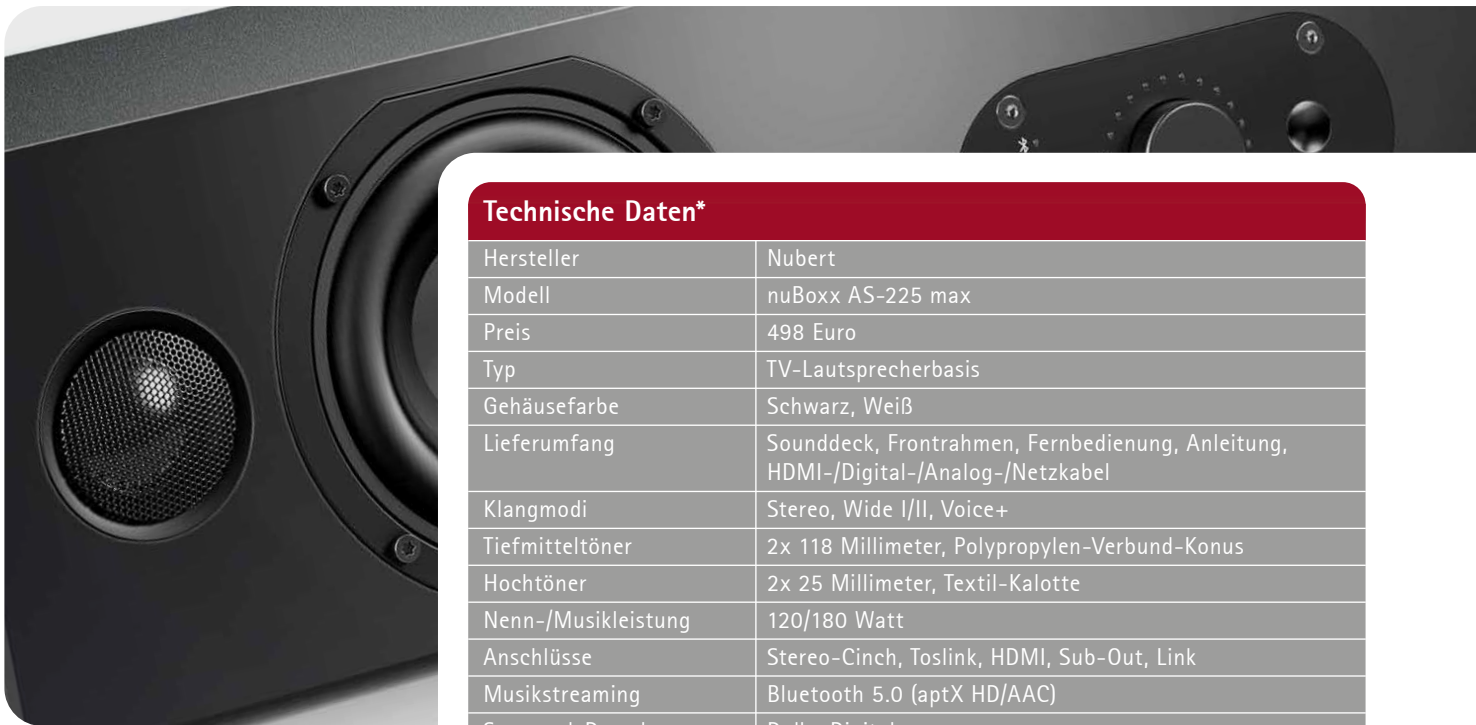 Technische Daten*
Hersteller Nubert
Modell nuBoxx AS-225 max
Preis 498 Euro
Typ TV-Lautsprecherbasis
Gehäusefarbe Schwarz, Weiß
Lieferumfang Sounddeck, Frontrahmen, Fernbedienung, Anleitung,
HDMI-/Digital-/Analog-/Netzkabel
Klangmodi Stereo, Wide I/II, Voice+
Tiefmitteltöner 2x 118 Millimeter, Polypropylen-Verbund-Konus
Hochtöner 2x 25 Millimeter, Textil-Kalotte
Nenn-/Musikleistung 120/180 Watt
Anschlüsse Stereo-Cinch, Toslink, HDMI, Sub-Out, Link
Musikstreaming Bluetooth 5.0 (aptX HD/AAC)